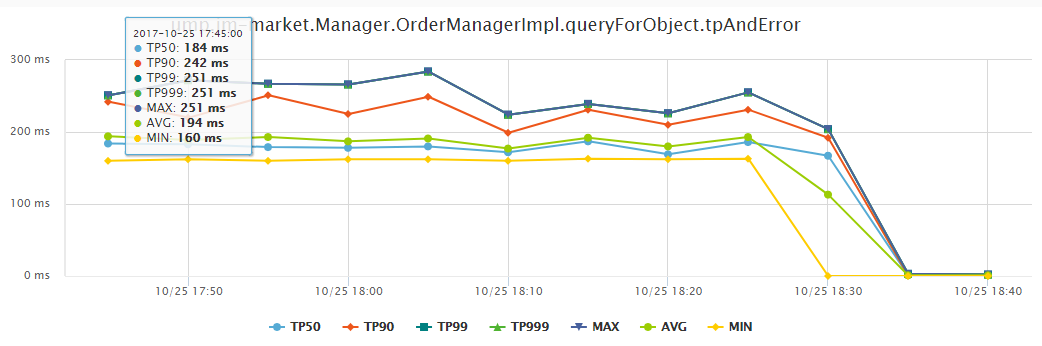 ump.jm-market.Manager.OrderManagerImpl.queryForObject.tpAndError
2017-10-25 17:45:00
TP50: 184 ms
TP90: 242 ms
TP99: 251 ms
TP999: 251 ms
MAX: 251 ms
AVG: 194 ms
MIN: 160 ms
300 ms
200 ms
100 ms
0 ms
10/25 17:50 10/25 18:00 10/25 18:10 10/25 18:20 10/25 18:30 10/25 18:40
TP50 TP90 TP99 TP999 MAX AVG MIN